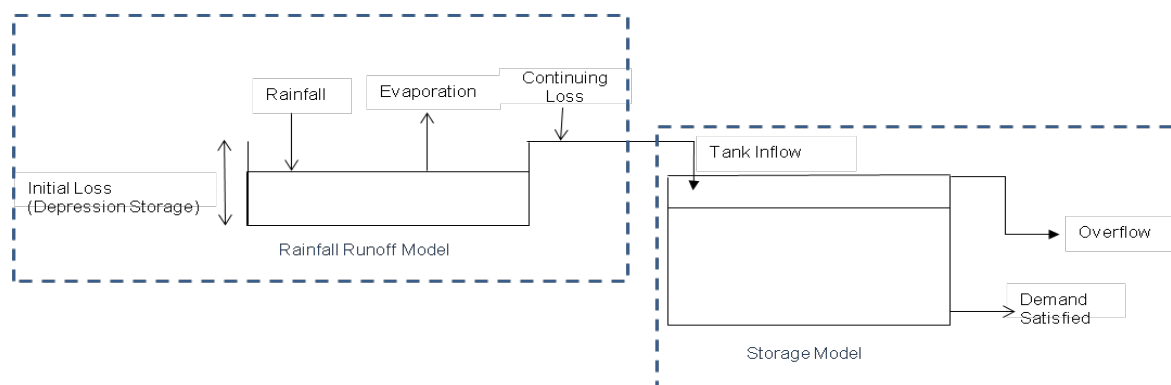 Rainfall
Evaporation
Continuing
Loss
Initial Loss
(Depression Storage)
Rainfall Runoff Model
Tank Inflow
Overflow
Demand
Satisfied
Storage Model